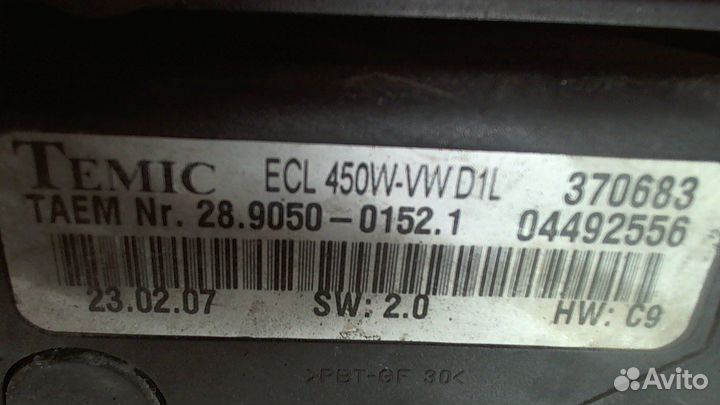 TEMIC ECL 450W-VW D1L 370683
TAEM Nr. 28.9050-0152.1 04492556
23.02.07 SW: 2.0 HW: C9
>PBT-GF 30<
Avito